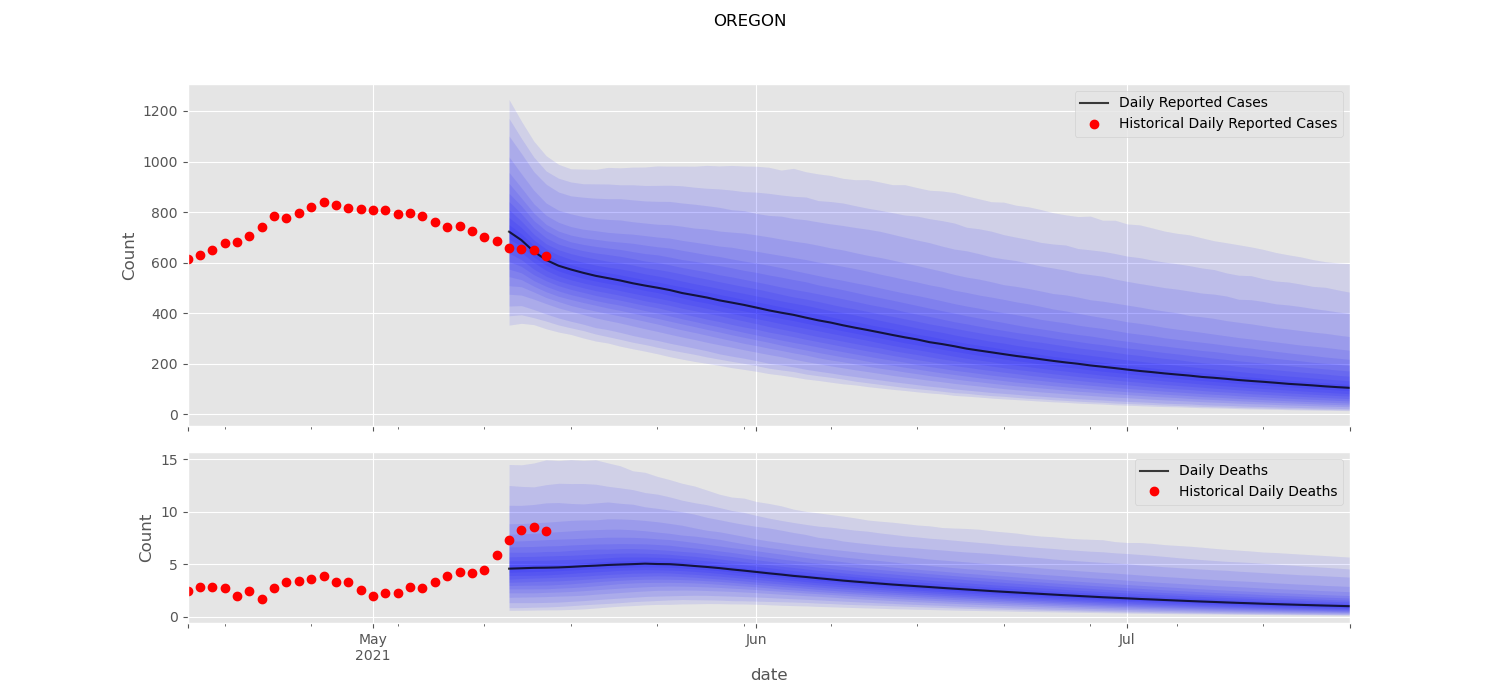 OREGON
1200
1000
800
600
400
200
0
Count
Daily Reported Cases
Historical Daily Reported Cases
15
10
5
0
Count
Daily Deaths
Historical Daily Deaths
May
2021
Jun
Jul
date